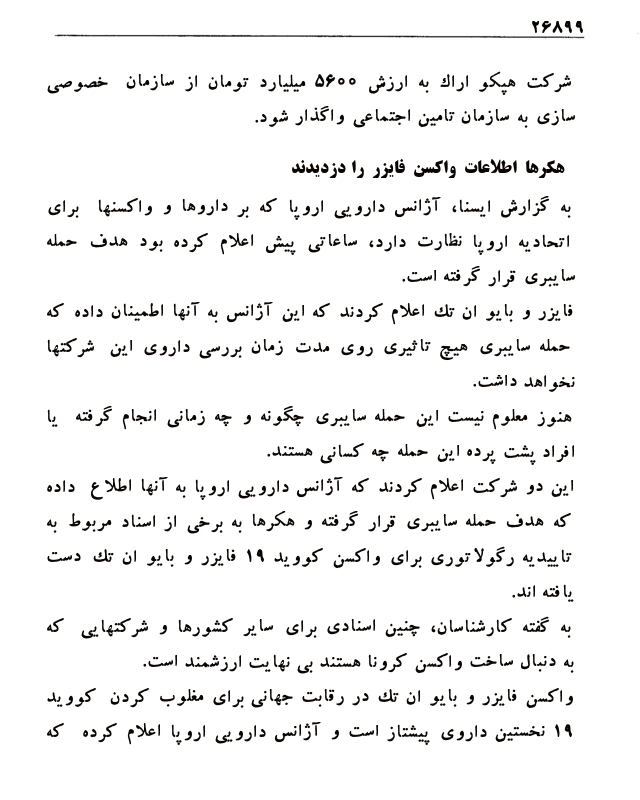 ۲۶۸۹۹
شرکت هپکو اراك به ارزش ۵۶۰۰ میلیارد تومان از سازمان خصوصی
سازی به سازمان تامین اجتماعی واگذار شود.
هکرها اطلاعات واکسن فایزر را دزدیدند
به گزارش ایسنا، آژانس دارویی اروپا که بر داروها و واکسنها برای
اتحادیه اروپا نظارت دارد، ساعاتی پیش اعلام کرده بود هدف حمله
سایبری قرار گرفته است.
فایزر و بایو ان تك اعلام کردند که این آژانس به آنها اطمینان داده که
حمله سایبری هیچ تاثیری روی مدت زمان بررسی داروی این شرکتها
نخواهد داشت.
هنوز معلوم نیست این حمله سایبری چگونه و چه زمانی انجام گرفته یا
افراد پشت پرده این حمله چه کسانی هستند.
این دو شرکت اعلام کردند که آژانس دارویی اروپا به آنها اطلاع داده
که هدف حمله سایبری قرار گرفته و هکرها به برخی از اسناد مربوط به
تاییدیه رگولاتوری برای واکسن کووید ۱۹ فایزر و بایو ان تك دست
یافته اند.
به گفته کارشناسان، چنین اسنادی برای سایر کشورها و شرکتهایی که
به دنبال ساخت واکسن کرونا هستند بی نهایت ارزشمند است.
واکسن فایزر و بایو ان تك در رقابت جهانی برای مغلوب کردن کووید
۱۹ نخستین داروی پیشتاز است و آژانس دارویی اروپا اعلام کرده که